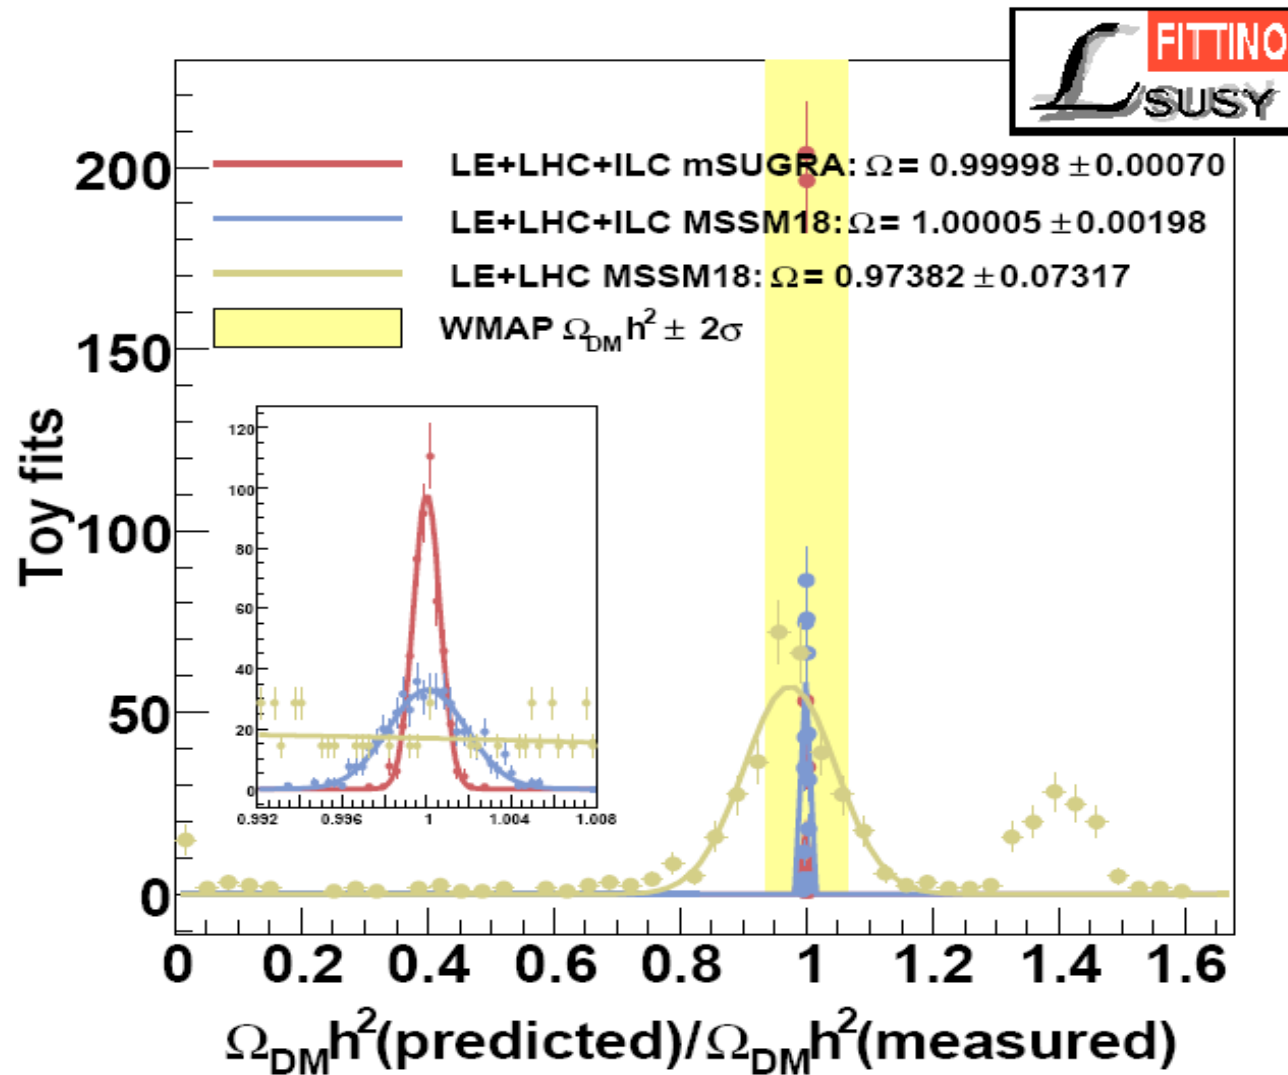 FITTINO
SUSY
LE+LHC+ILC mSUGRA: Ω = 0.99998 ± 0.00070
LE+LHC+ILC MSSM18: Ω = 1.00005 ± 0.00198
LE+LHC MSSM18: Ω = 0.97382 ± 0.07317
WMAP Ω_DM h² ± 2σ
Toy fits
200
150
100
50
0
120
100
80
60
40
20
0
0.992 0.996 1 1.004 1.008
0 0.2 0.4 0.6 0.8 1 1.2 1.4 1.6
Ω_DM h²(predicted)/Ω_DM h²(measured)